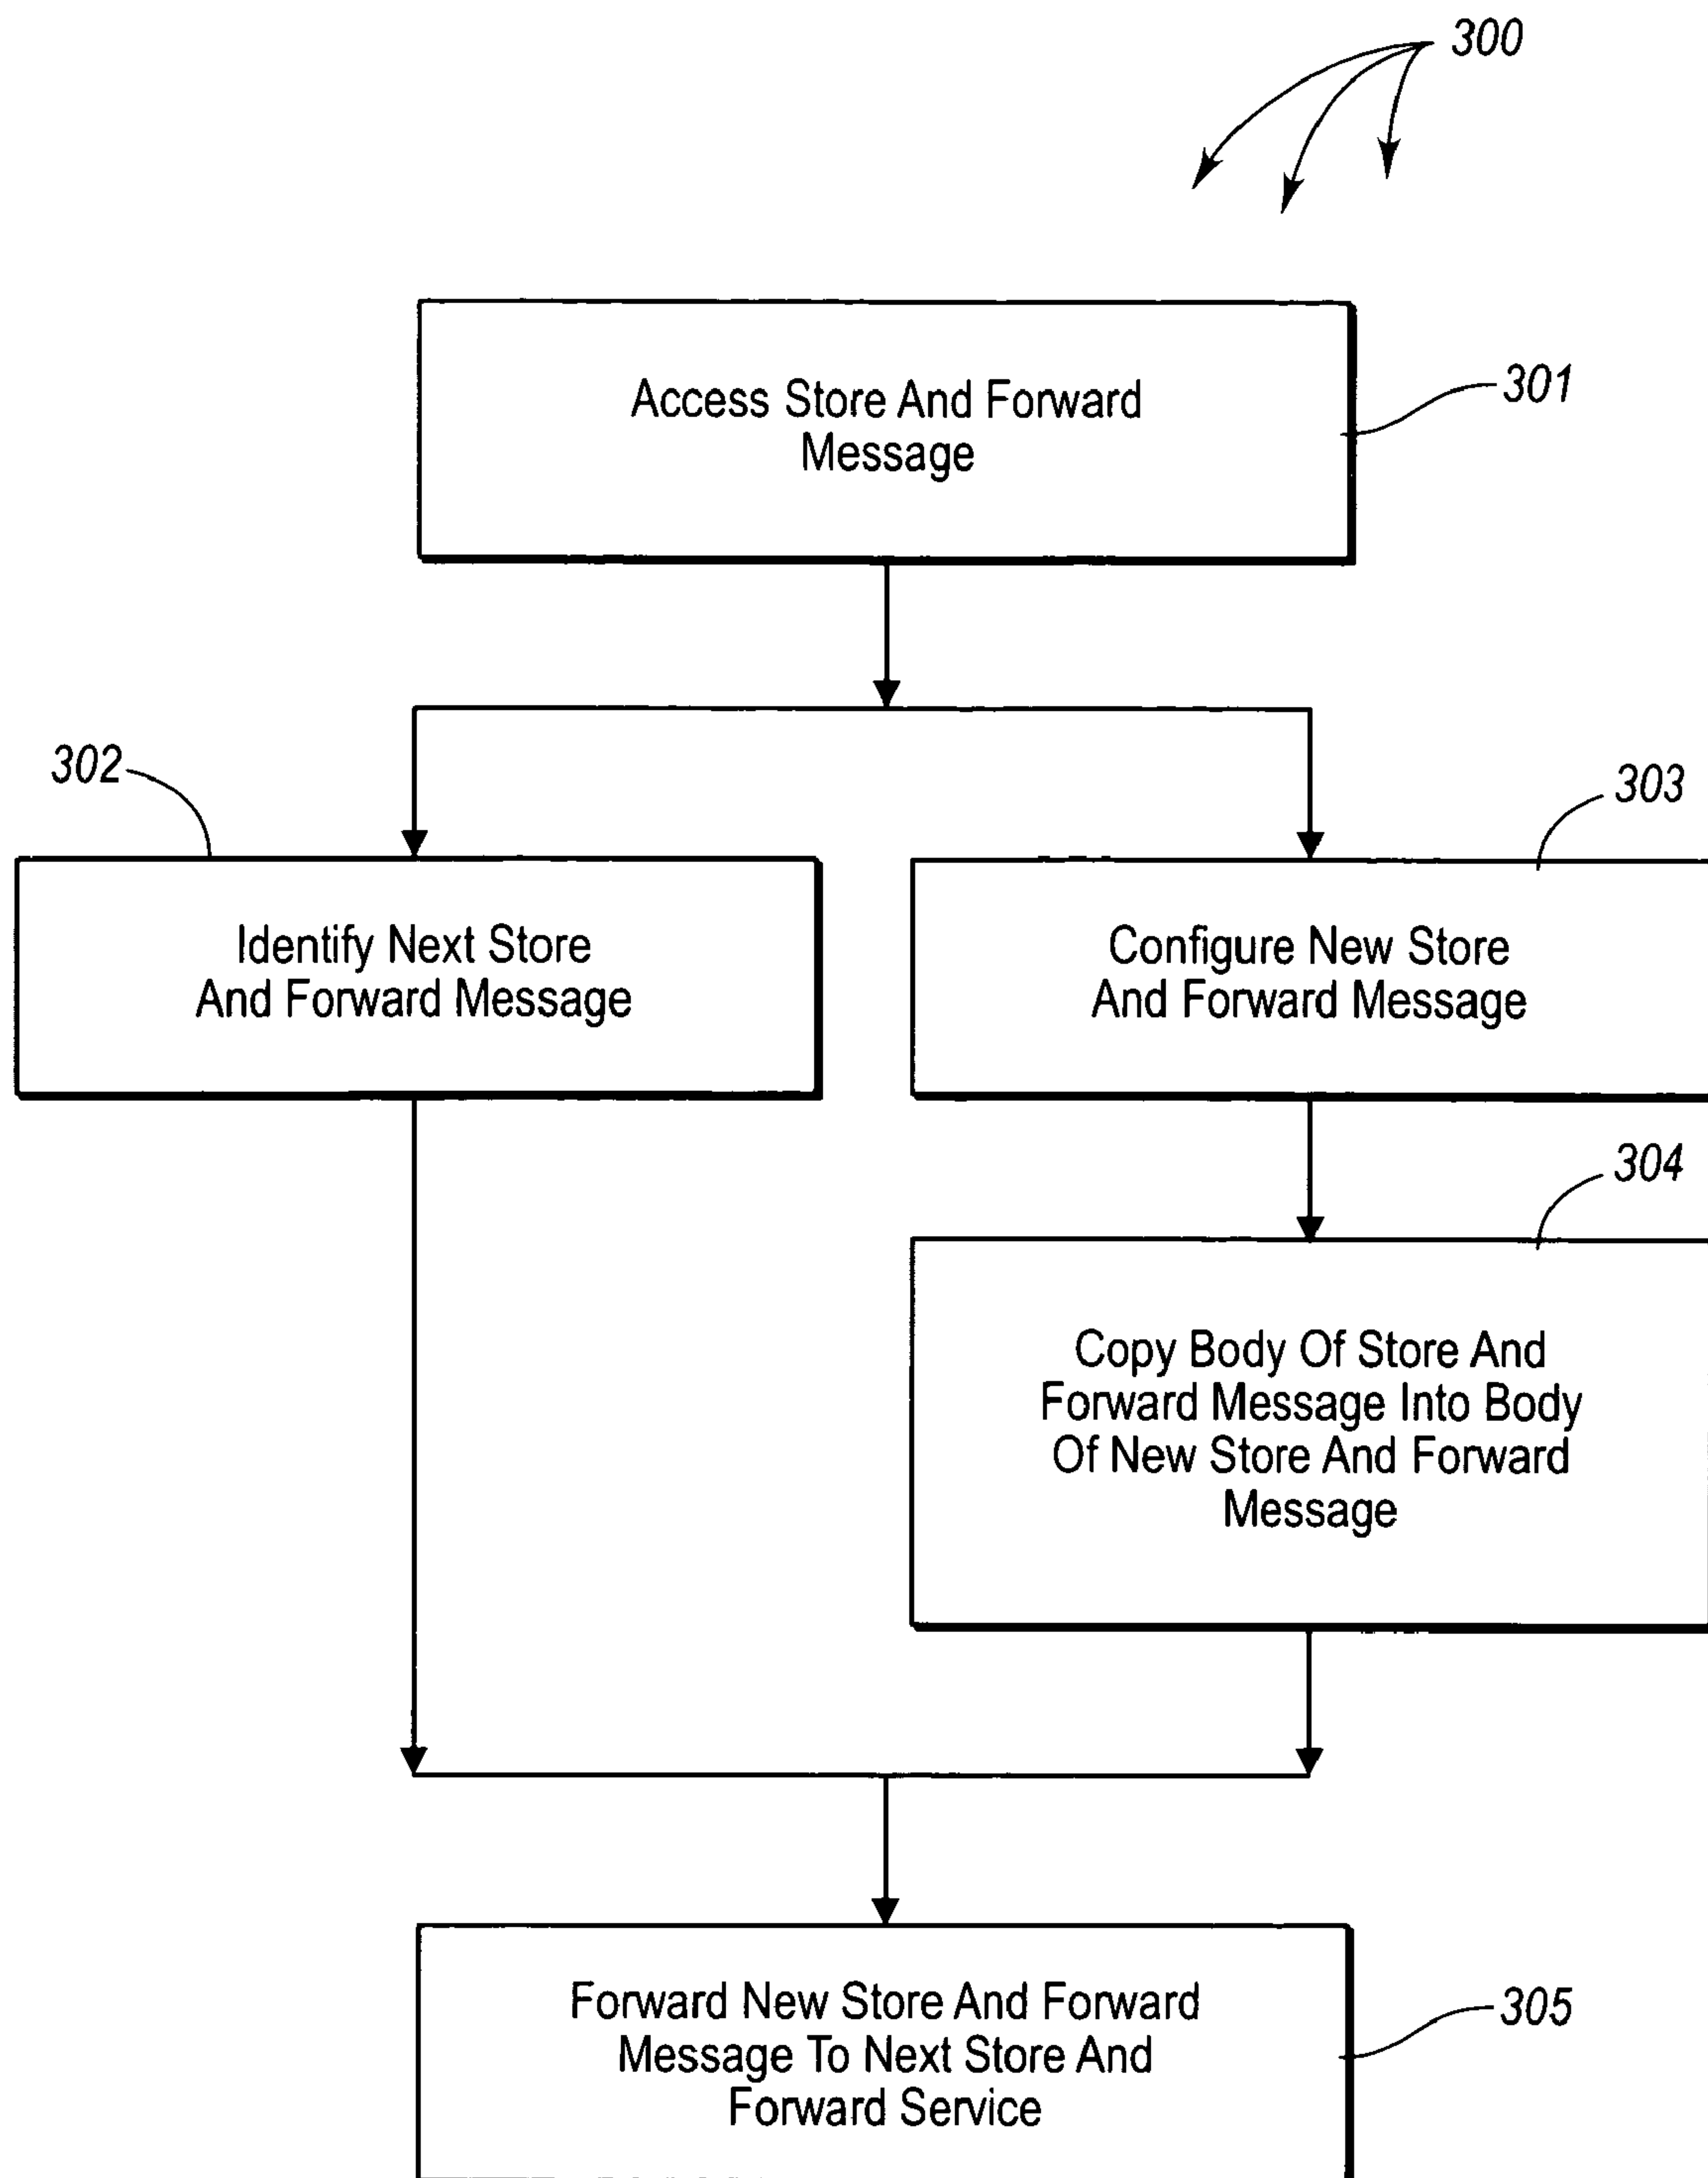 300
Access Store And Forward
Message
301
302
303
Identify Next Store
And Forward Message
Configure New Store
And Forward Message
304
Copy Body Of Store And
Forward Message Into Body
Of New Store And Forward
Message
Forward New Store And Forward
Message To Next Store And
Forward Service
305